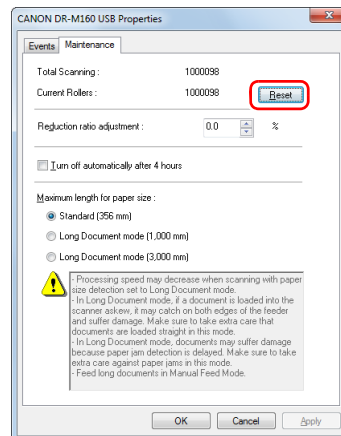 CANON DR-M160 USB Properties
Events Maintenance
Total Scanning : 1000098
Current Rollers : 1000098 Reset
Reduction ratio adjustment : 0.0 %
Turn off automatically after 4 hours
Maximum length for paper size :
Standard (356 mm)
Long Document mode (1,000 mm)
Long Document mode (3,000 mm)
- Processing speed may decrease when scanning with paper
size detection set to Long Document mode.
- In Long Document mode, if a document is loaded into the
scanner askew, it may catch on both edges of the feeder
and suffer damage. Make sure to take extra care that
documents are loaded straight in this mode.
- In Long Document mode, documents may suffer damage
because paper jam detection is delayed. Make sure to take
extra care against paper jams in this mode.
- Feed long documents in Manual Feed Mode.
OK Cancel Apply